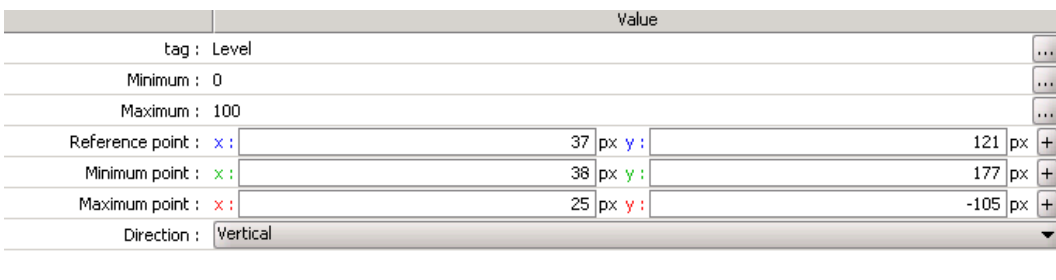 Value
tag : Level ...
Minimum : 0 ...
Maximum : 100 ...
Reference point : x : 37 px y : 121 px +
Minimum point : x : 38 px y : 177 px +
Maximum point : x : 25 px y : -105 px +
Direction : Vertical